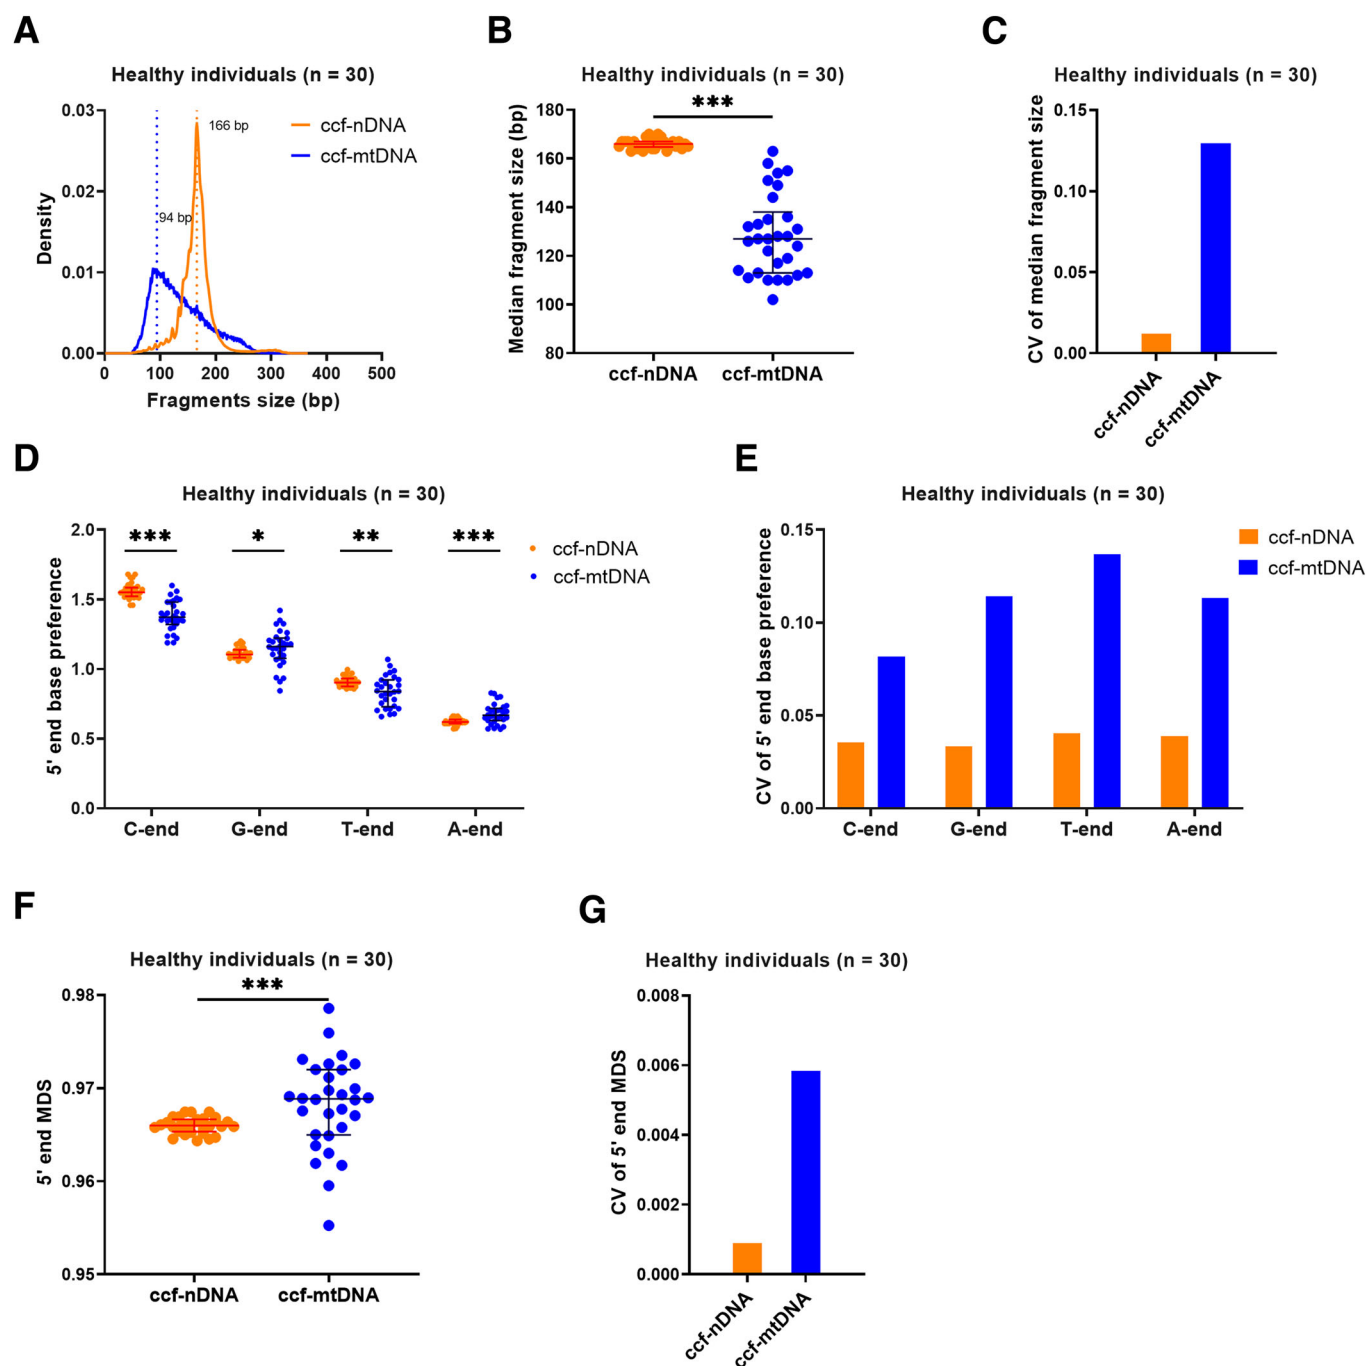 A
Healthy individuals (n = 30)
Density
0.03
0.02
0.01
0.00
166 bp
94 bp
ccf-nDNA
ccf-mtDNA
0 100 200 300 400 500
Fragments size (bp)
B
Healthy individuals (n = 30)
***
Median fragment size (bp)
180
160
140
120
100
80
ccf-nDNA ccf-mtDNA
C
Healthy individuals (n = 30)
CV of median fragment size
0.15
0.10
0.05
0.00
ccf-nDNA
ccf-mtDNA
D
Healthy individuals (n = 30)
*** * ** ***
5' end base preference
2.0
1.5
1.0
0.5
0.0
C-end G-end T-end A-end
ccf-nDNA
ccf-mtDNA
E
Healthy individuals (n = 30)
CV of 5' end base preference
0.15
0.10
0.05
0.00
C-end G-end T-end A-end
ccf-nDNA
ccf-mtDNA
F
Healthy individuals (n = 30)
***
5' end MDS
0.98
0.97
0.96
0.95
ccf-nDNA ccf-mtDNA
G
Healthy individuals (n = 30)
CV of 5' end MDS
0.008
0.006
0.004
0.002
0.000
ccf-nDNA
ccf-mtDNA